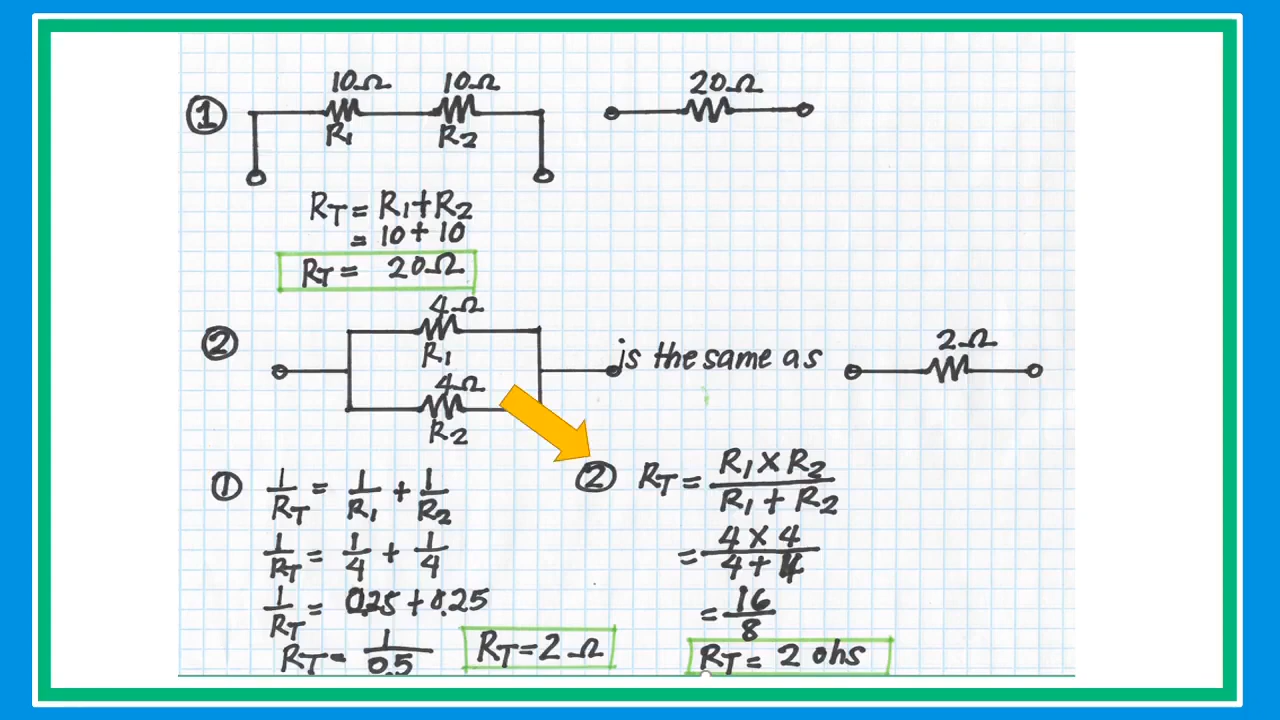 10Ω 10Ω 20Ω
① R1 R2
RT = R1 + R2
= 10 + 10
RT = 20Ω
②
4Ω
R1
4Ω
R2
is the same as
2Ω
① 1/RT = 1/R1 + 1/R2
1/RT = 1/4 + 1/4
1/RT = 0.25 + 0.25
RT = 1/0.5
RT = 2Ω
② RT = R1 X R2 / R1 + R2
= 4 X 4 / 4 + 4
= 16/8
RT = 2 ohs